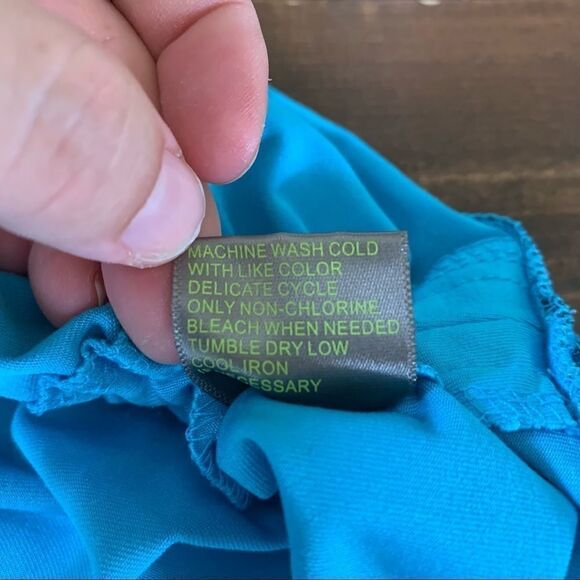 MACHINE WASH COLD
WITH LIKE COLOR
DELICATE CYCLE
ONLY NON-CHLORINE
BLEACH WHEN NEEDED
TUMBLE DRY LOW
COOL IRON